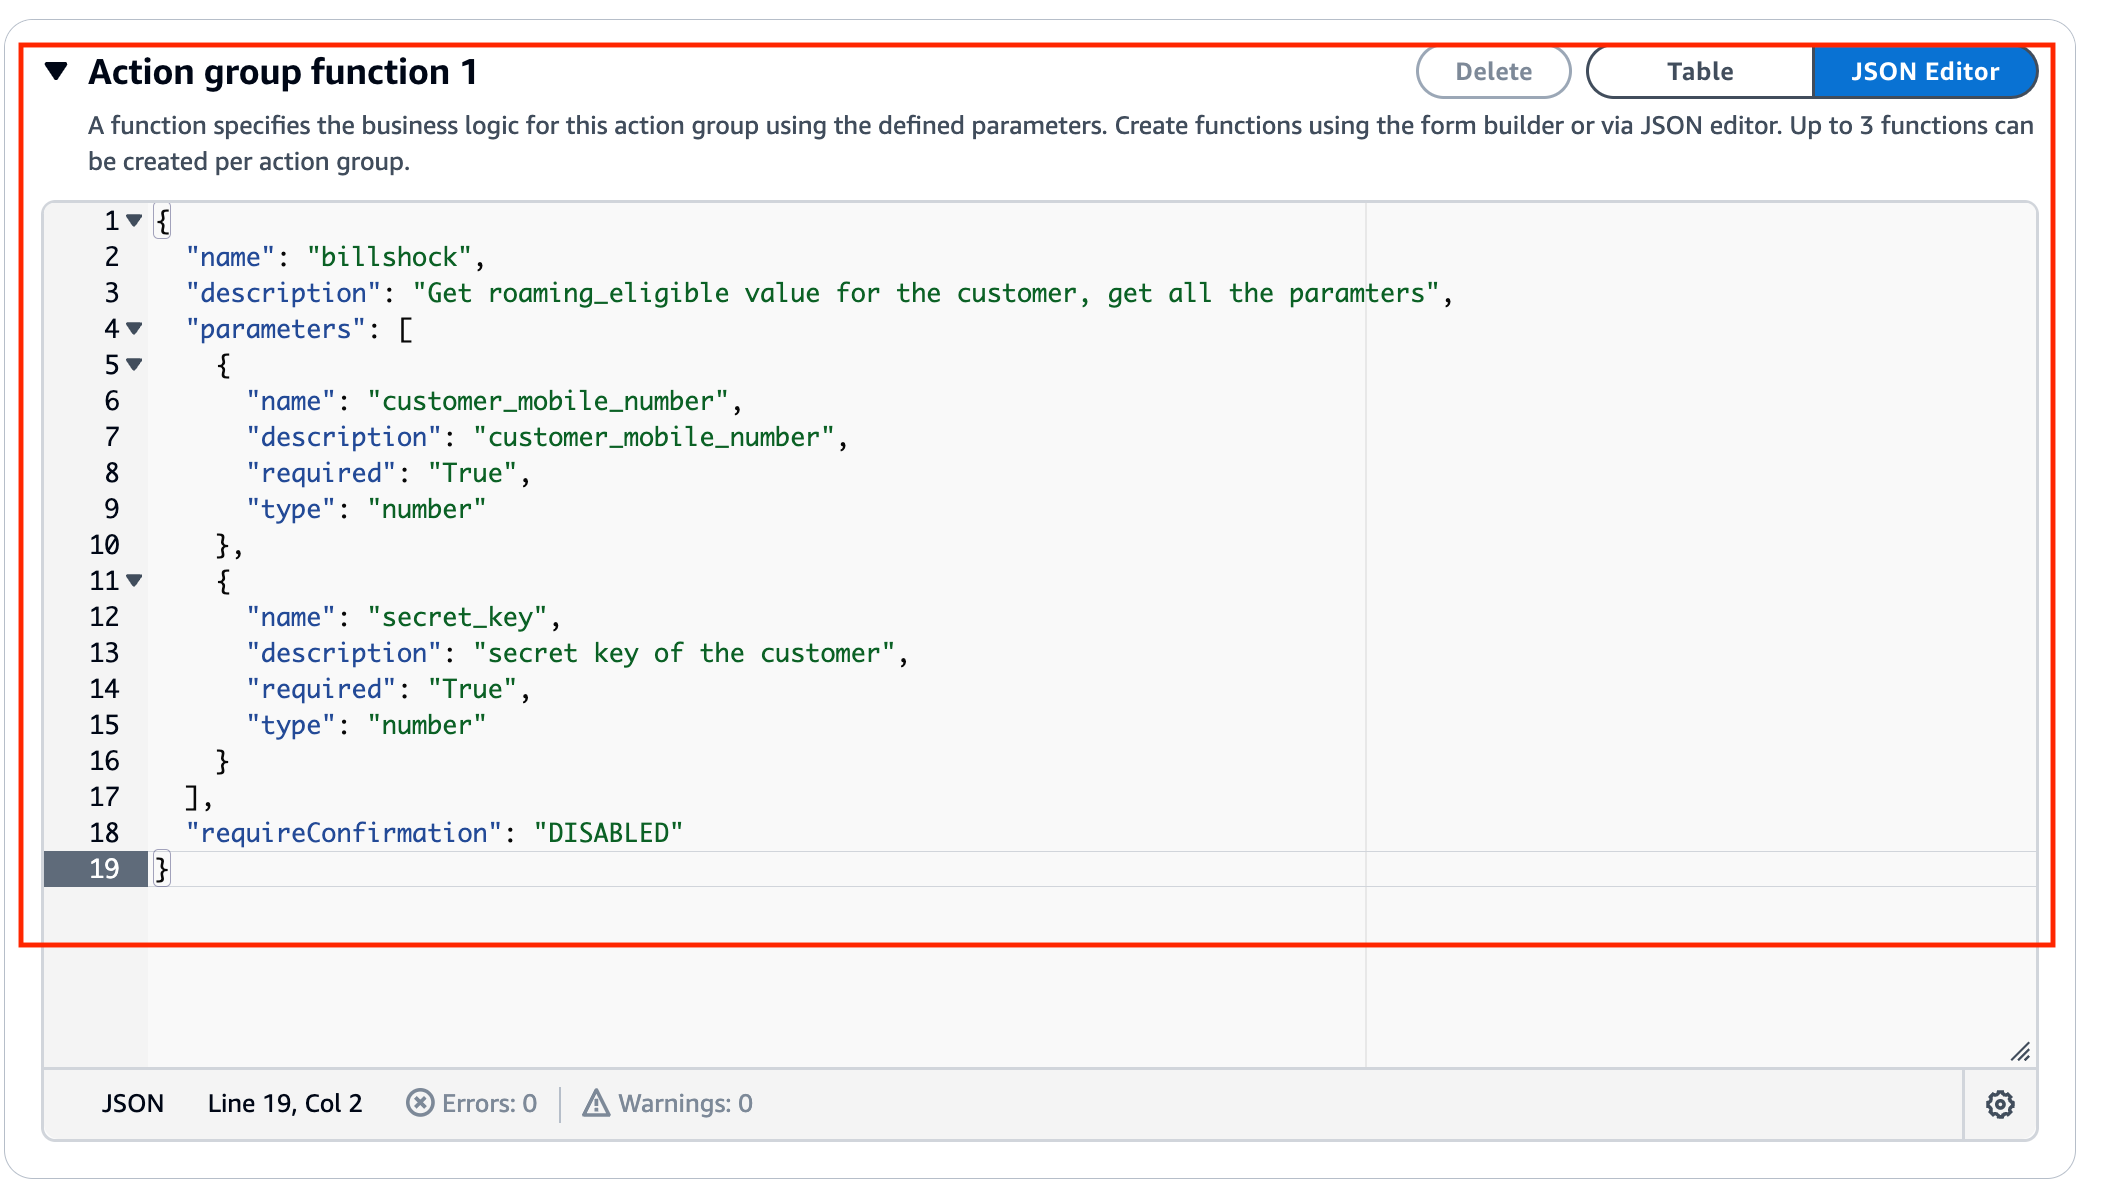 Action group function 1
Delete
Table
JSON Editor
A function specifies the business logic for this action group using the defined parameters. Create functions using the form builder or via JSON editor. Up to 3 functions can
be created per action group.
1 {
2   "name": "billshock",
3   "description": "Get roaming_eligible value for the customer, get all the paramters",
4   "parameters": [
5     {
6       "name": "customer_mobile_number",
7       "description": "customer_mobile_number",
8       "required": "True",
9       "type": "number"
10     },
11     {
12       "name": "secret_key",
13       "description": "secret key of the customer",
14       "required": "True",
15       "type": "number"
16     }
17   ],
18   "requireConfirmation": "DISABLED"
19 }
JSON Line 19, Col 2 Errors: 0 Warnings: 0